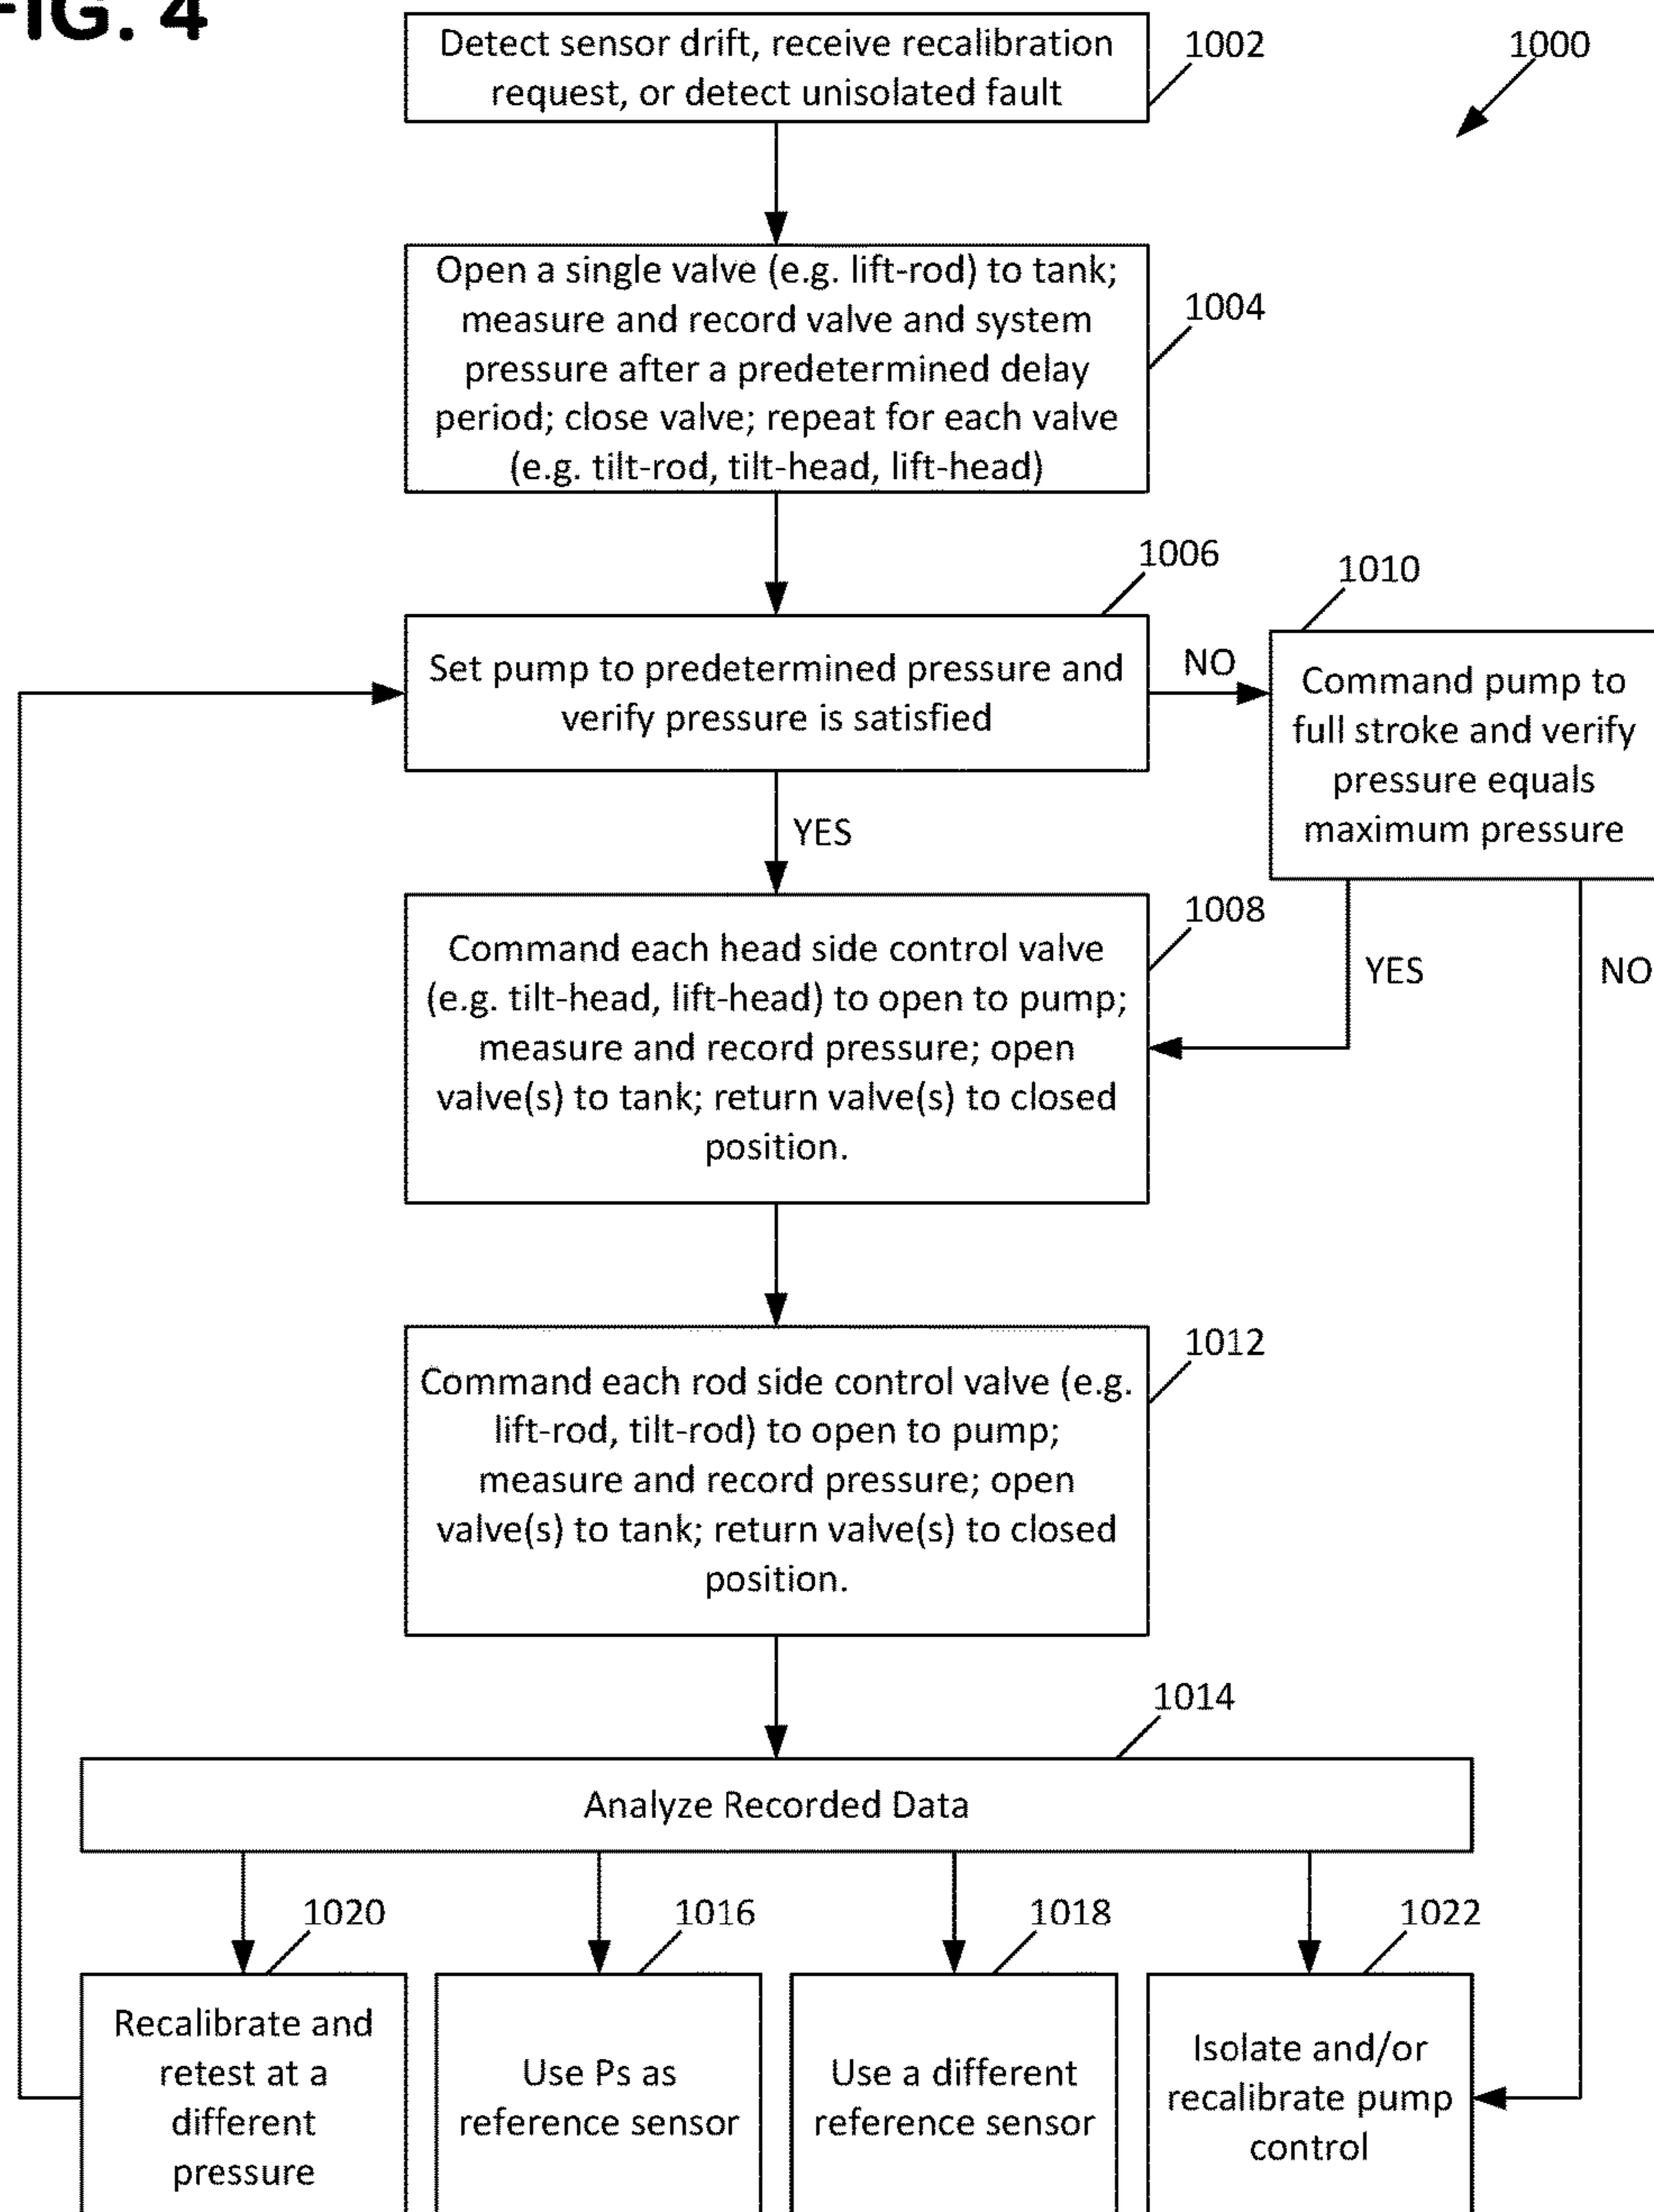 FIG. 4
Detect sensor drift, receive recalibration
request, or detect unisolated fault
1002
1000
Open a single valve (e.g. lift-rod) to tank;
measure and record valve and system
pressure after a predetermined delay
period; close valve; repeat for each valve
(e.g. tilt-rod, tilt-head, lift-head)
1004
1006
Set pump to predetermined pressure and
verify pressure is satisfied
NO
1010
Command pump to
full stroke and verify
pressure equals
maximum pressure
YES
1008
Command each head side control valve
(e.g. tilt-head, lift-head) to open to pump;
measure and record pressure; open
valve(s) to tank; return valve(s) to closed
position.
YES
NO
1012
Command each rod side control valve (e.g.
lift-rod, tilt-rod) to open to pump;
measure and record pressure; open
valve(s) to tank; return valve(s) to closed
position.
1014
Analyze Recorded Data
1020
1016
1018
1022
Recalibrate and
retest at a
different
pressure
Use Ps as
reference sensor
Use a different
reference sensor
Isolate and/or
recalibrate pump
control